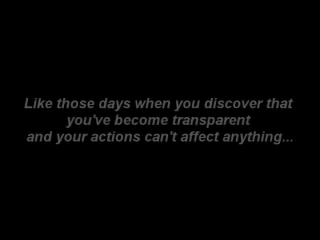 Like those days when you discover that
you've become transparent
and your actions can't affect anything...